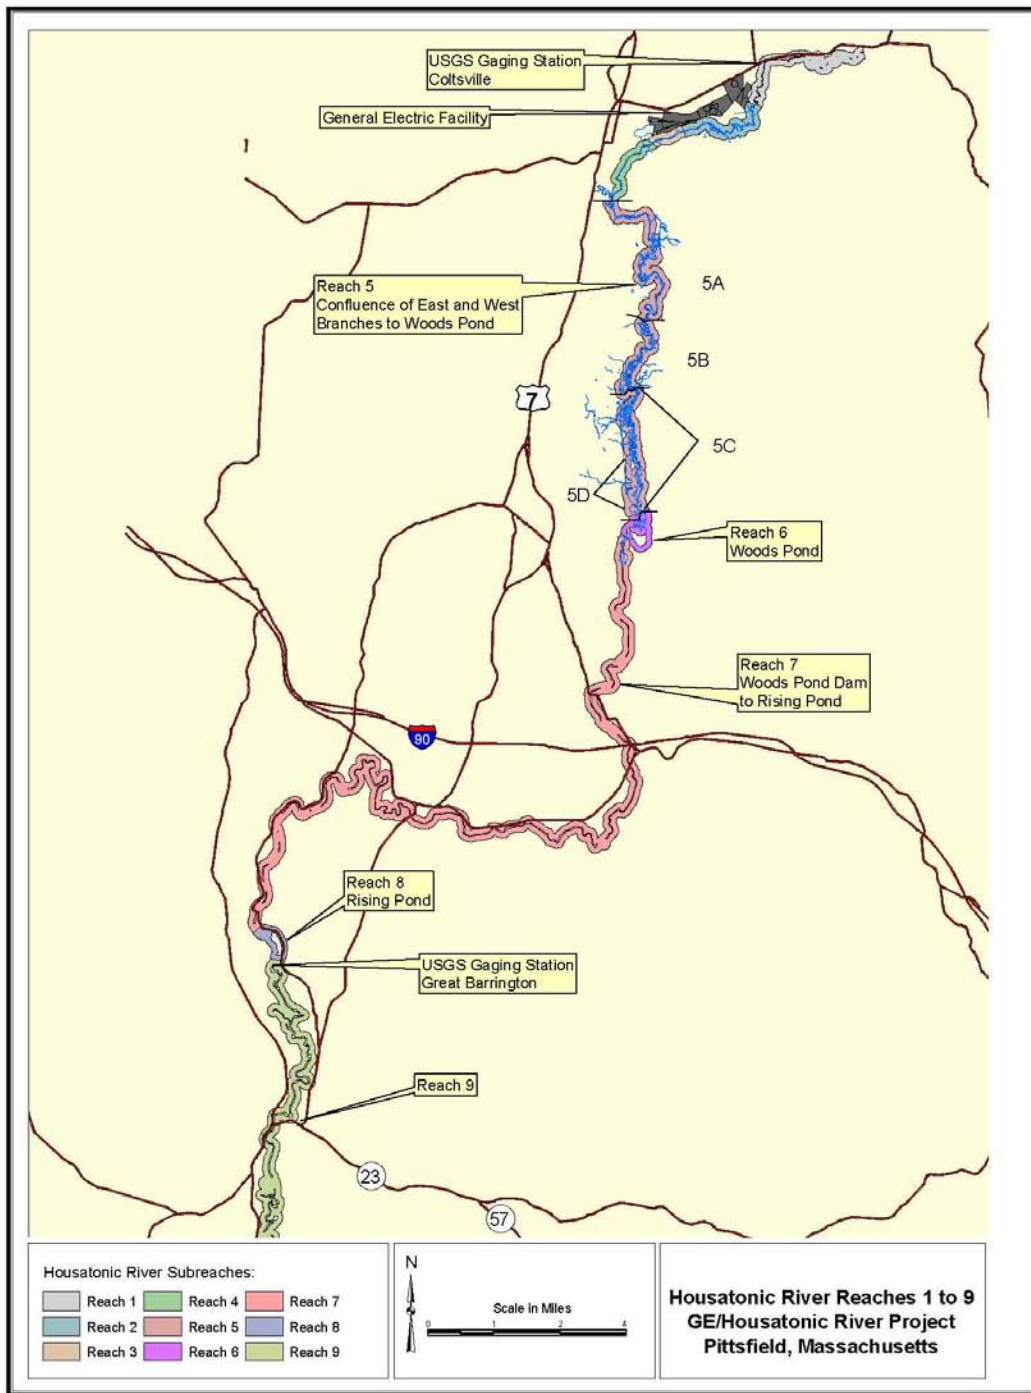 USGS Gaging Station
Coltsville
General Electric Facility
Reach 5
Confluence of East and West
Branches to Woods Pond
5A
5B
7
5C
5D
Reach 6
Woods Pond
Reach 7
Woods Pond Dam
to Rising Pond
90
Reach 8
Rising Pond
USGS Gaging Station
Great Barrington
Reach 9
23
57
Housatonic River Subreaches:
Reach 1
Reach 4
Reach 7
Reach 2
Reach 5
Reach 8
Reach 3
Reach 6
Reach 9
N
Scale in Miles
0 2 4
Housatonic River Reaches 1 to 9
GE/Housatonic River Project
Pittsfield, Massachusetts